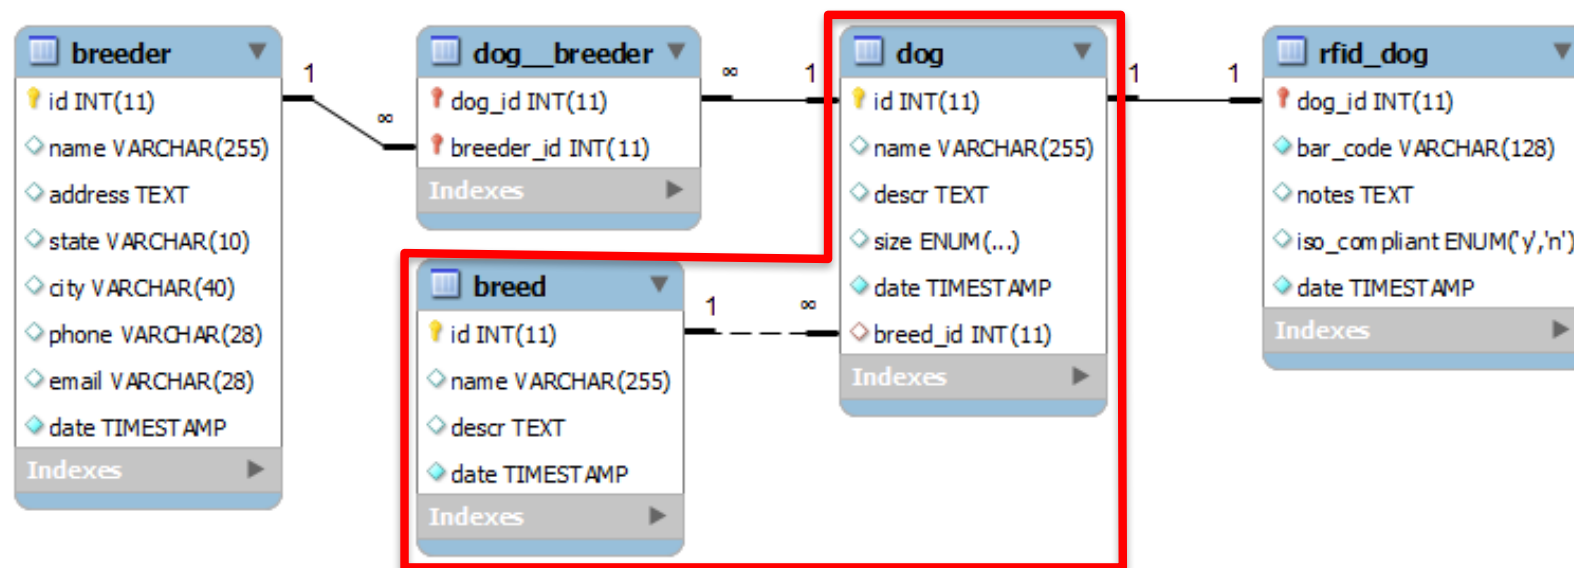 breeder
id INT(11)
name VARCHAR(255)
address TEXT
state VARCHAR(10)
city VARCHAR(40)
phone VARCHAR(28)
email VARCHAR(28)
date TIMESTAMP
Indexes
1
∞
dog__breeder
dog_id INT(11)
breeder_id INT(11)
Indexes
∞
1
breed
id INT(11)
name VARCHAR(255)
descr TEXT
date TIMESTAMP
Indexes
1
∞
dog
id INT(11)
name VARCHAR(255)
descr TEXT
size ENUM(...)
date TIMESTAMP
breed_id INT(11)
Indexes
1
1
rfid_dog
dog_id INT(11)
bar_code VARCHAR(128)
notes TEXT
iso_compliant ENUM('y','n')
date TIMESTAMP
Indexes